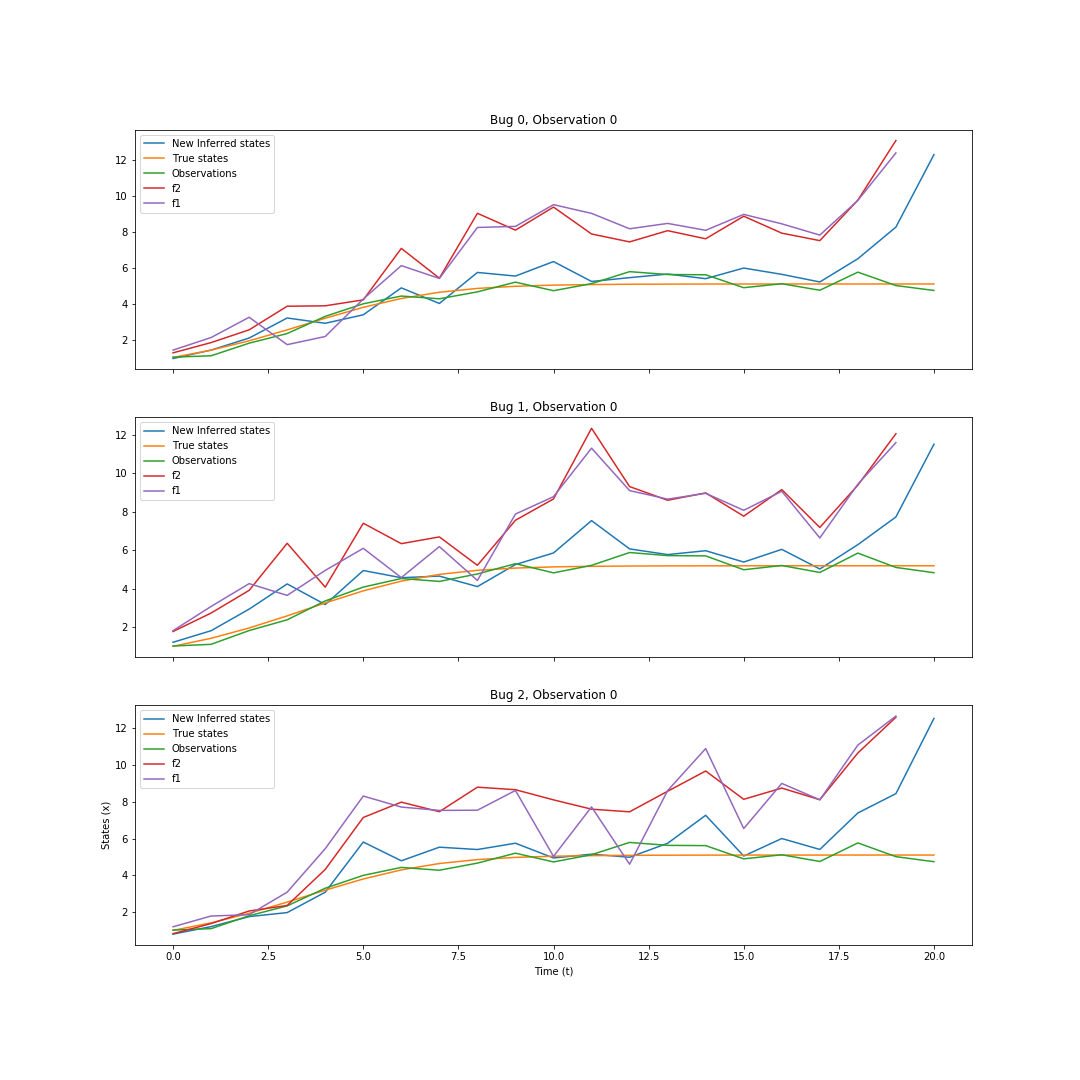 Bug 0, Observation 0
New Inferred states
True states
Observations
f2
f1
12
10
8
6
4
2
Bug 1, Observation 0
New Inferred states
True states
Observations
f2
f1
12
10
8
6
4
2
Bug 2, Observation 0
New Inferred states
True states
Observations
f2
f1
12
10
8
6
4
2
States (x)
0.0 2.5 5.0 7.5 10.0 12.5 15.0 17.5 20.0
Time (t)